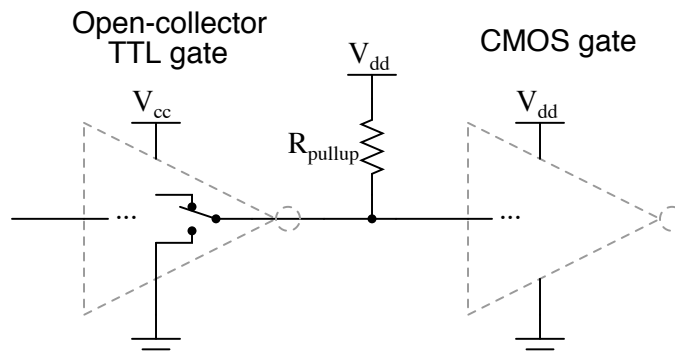 Open-collector
TTL gate
CMOS gate
V_dd
V_cc
V_dd
R_pullup
...
...